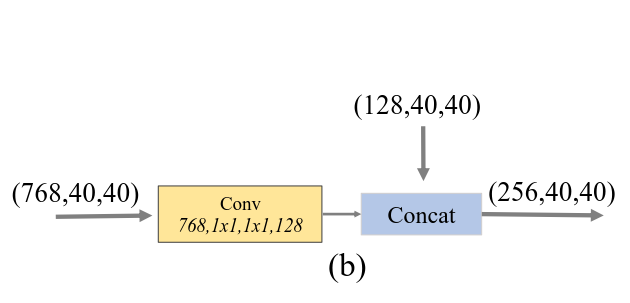 (128,40,40)
(768,40,40)
Conv
768,1x1,1x1,128
Concat
(256,40,40)
(b)